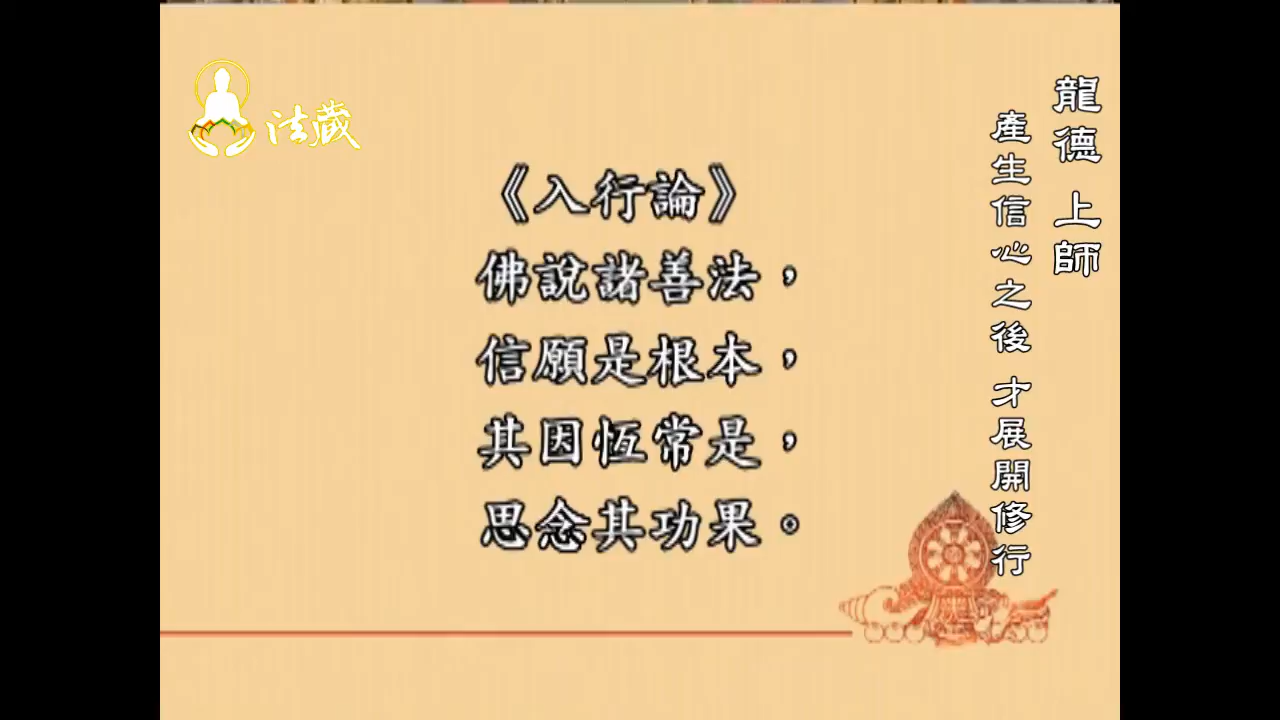 法藏
《入行論》
佛說諸善法，
信願是根本，
其因恆常是，
思念其功果。
龍德 上師
產生信心之後 才展開修行